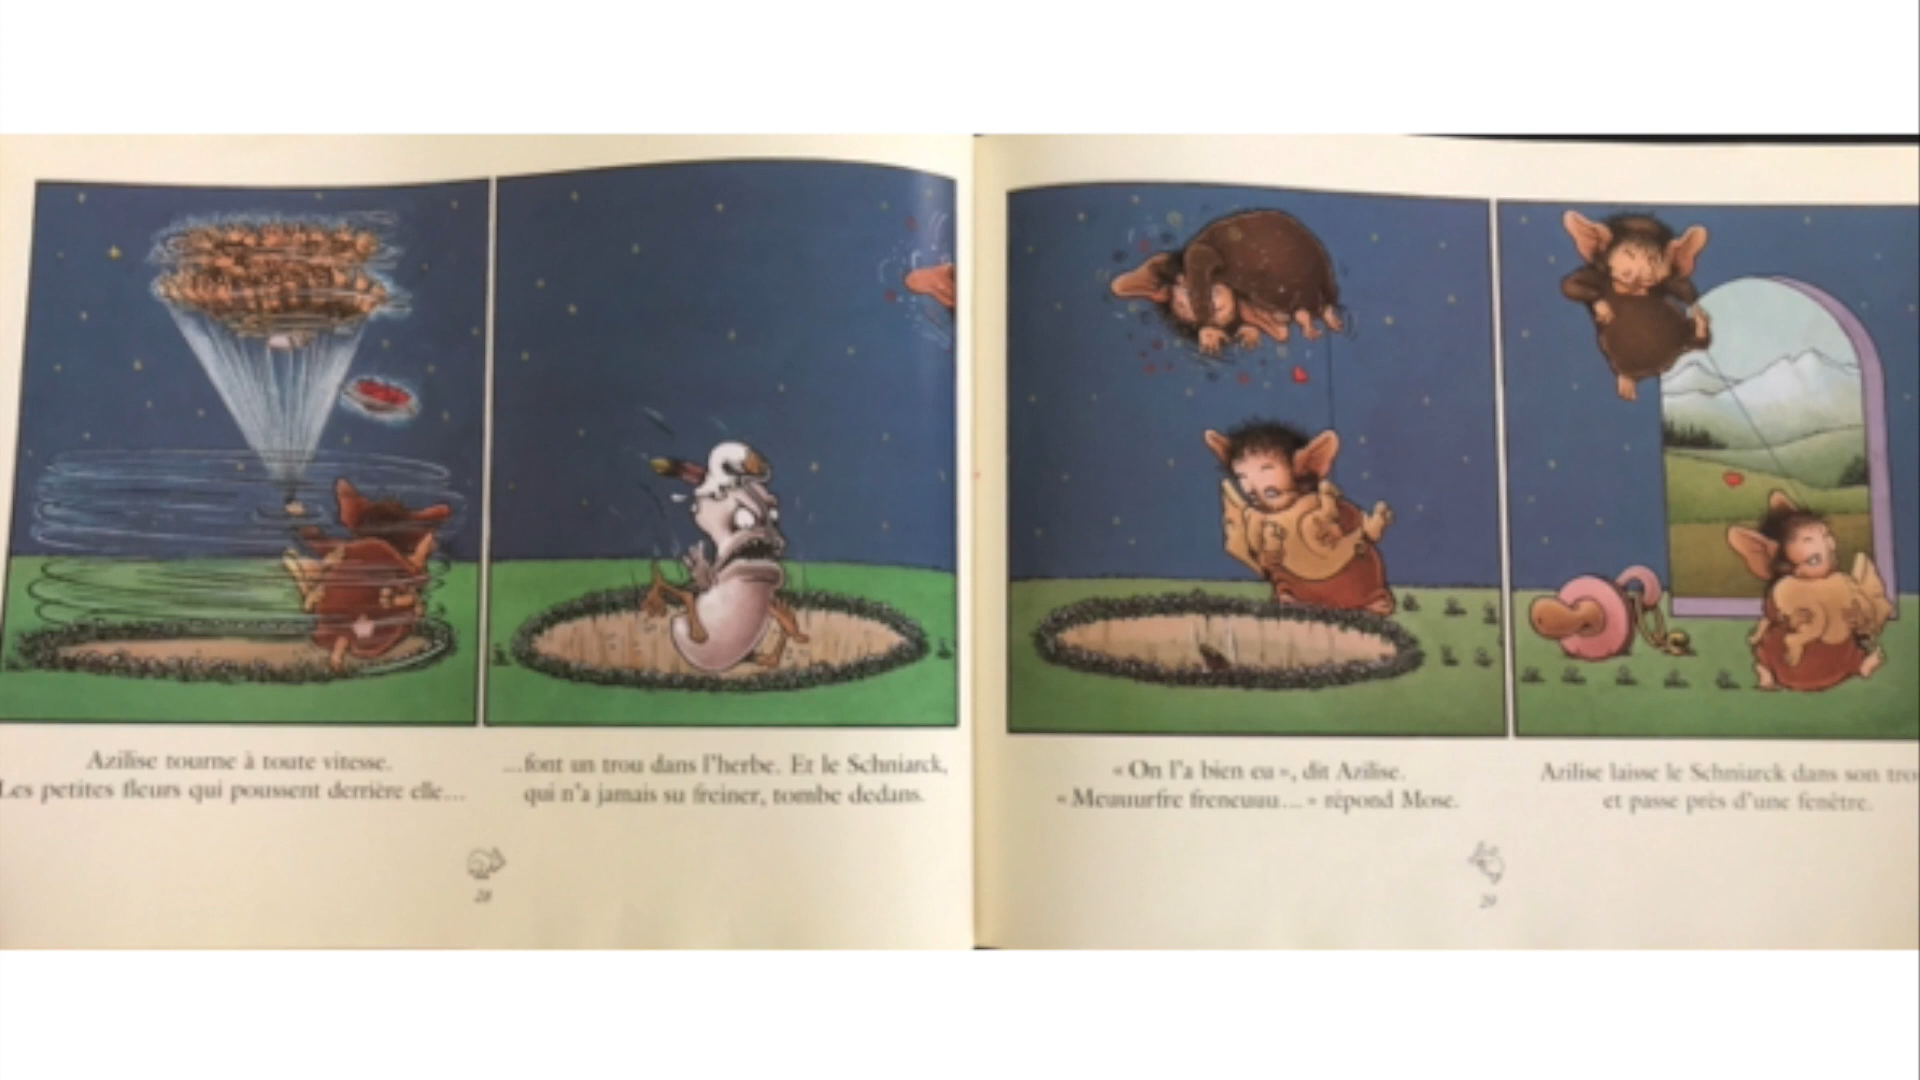 Azilise tourne à toute vitesse.
Les petites fleurs qui poussent derrière elle...
...font un trou dans l'herbe. Et le Schniarck,
qui n'a jamais su freiner, tombe dedans.
« On l'a bien eu », dit Azilise.
« Meuuurfre freneuuu... » répond Mose.
Azilise laisse le Schniarck dans son tro
et passe près d'une fenêtre.
28
29